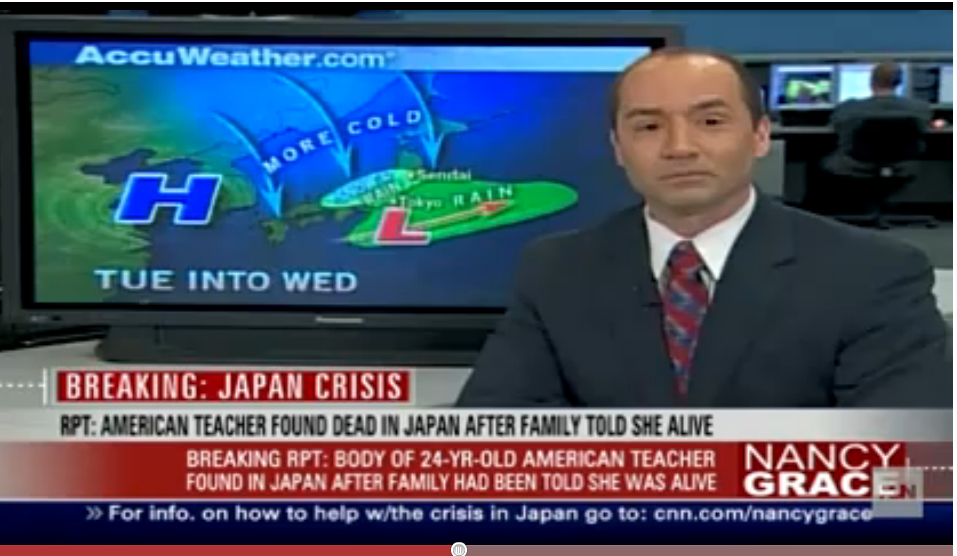 AccuWeather.com
MORE COLD
Sendai
RAIN
Tokyo
RAIN
H
L
TUE INTO WED
Panasonic
BREAKING: JAPAN CRISIS
RPT: AMERICAN TEACHER FOUND DEAD IN JAPAN AFTER FAMILY TOLD SHE ALIVE
BREAKING RPT: BODY OF 24-YR-OLD AMERICAN TEACHER
FOUND IN JAPAN AFTER FAMILY HAD BEEN TOLD SHE WAS ALIVE
NANCY
GRACE
>> For info. on how to help w/the crisis in Japan go to: cnn.com/nancygrace